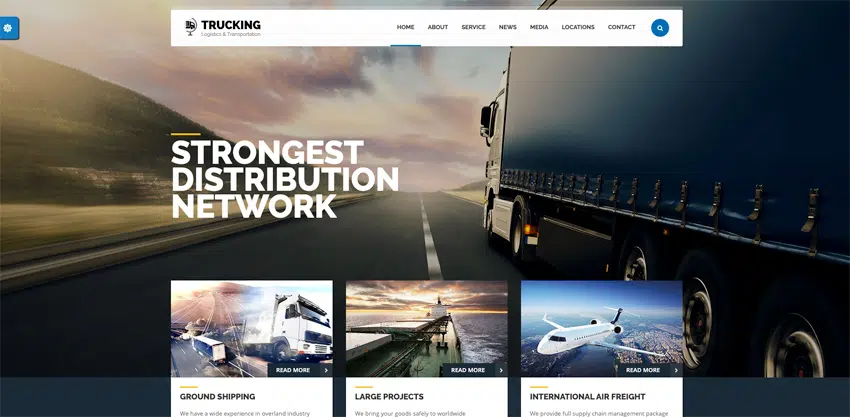 TRUCKING
Logistics & Transportation
HOME ABOUT SERVICE NEWS MEDIA LOCATIONS CONTACT
STRONGEST
DISTRIBUTION
NETWORK
READ MORE
READ MORE
READ MORE
GROUND SHIPPING
We have a wide experience in overland industry
LARGE PROJECTS
We bring your goods safely to worldwide
INTERNATIONAL AIR FREIGHT
We provide full supply chain management package